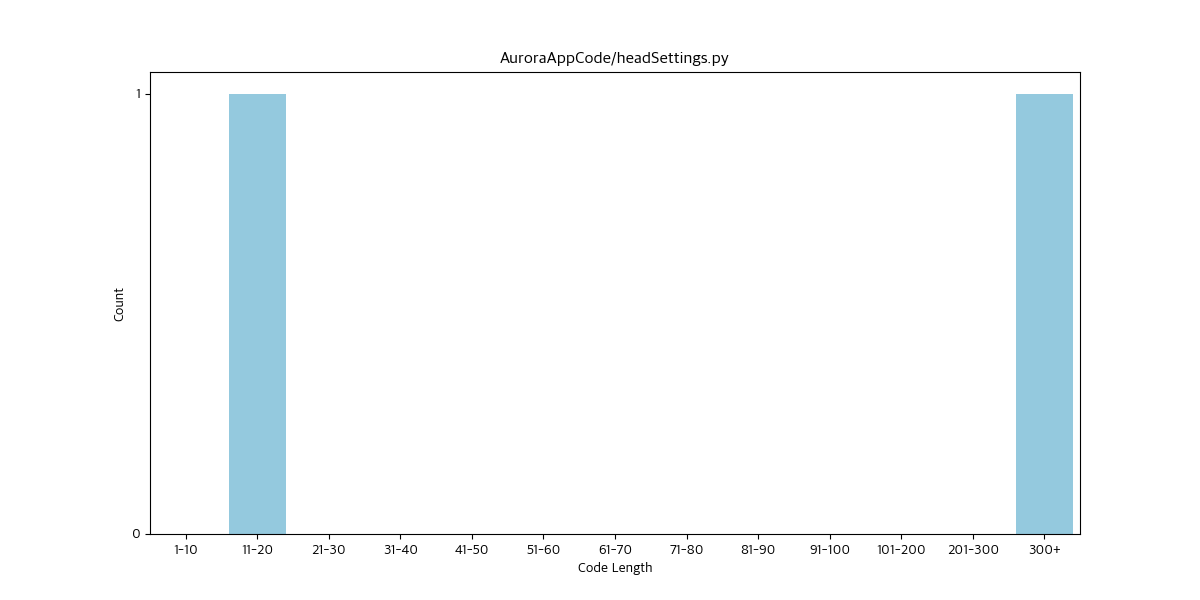 AuroraAppCode/headSettings.py
1
Count
0
1-10 11-20 21-30 31-40 41-50 51-60 61-70 71-80 81-90 91-100 101-200 201-300 300+
Code Length